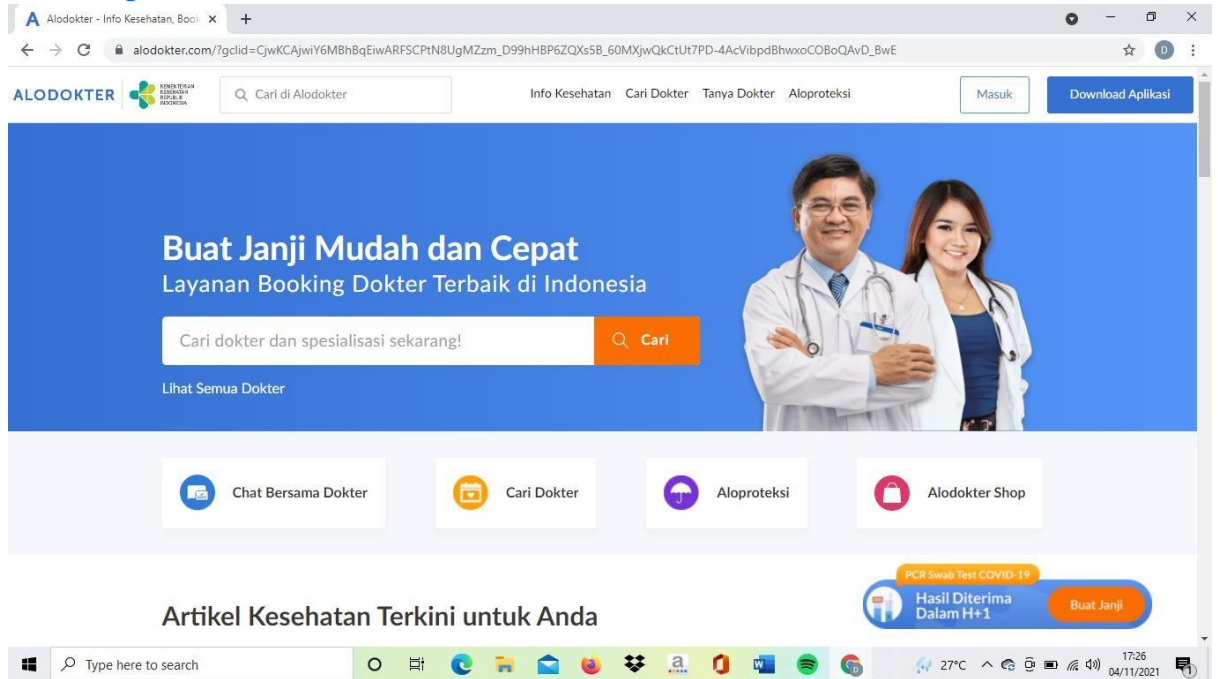 Alodokter - Info Kesehatan, Book
alodokter.com/?gclid=CjwKCAjwiY6MBhBqEiwARFSCPtN8UgMZzm_D99hHBP6ZQXs5B_60MXjwQkCtUt7PD-4AcVibpdBhwxoCOBoQAvD_BwE
D
ALODOKTER
KEMENTERIAN
KESEHATAN
REPUBLIK
INDONESIA
Cari di Alodokter
Info Kesehatan Cari Dokter Tanya Dokter Aloproteksi
Masuk
Download Aplikasi
Buat Janji Mudah dan Cepat
Layanan Booking Dokter Terbaik di Indonesia
Cari dokter dan spesialisasi sekarang!
Cari
Lihat Semua Dokter
Chat Bersama Dokter
Cari Dokter
Aloproteksi
Alodokter Shop
Artikel Kesehatan Terkini untuk Anda
PCR Swab Test COVID-19
Hasil Diterima
Dalam H+1
Buat Janji
Type here to search
27°C
17:26
04/11/2021